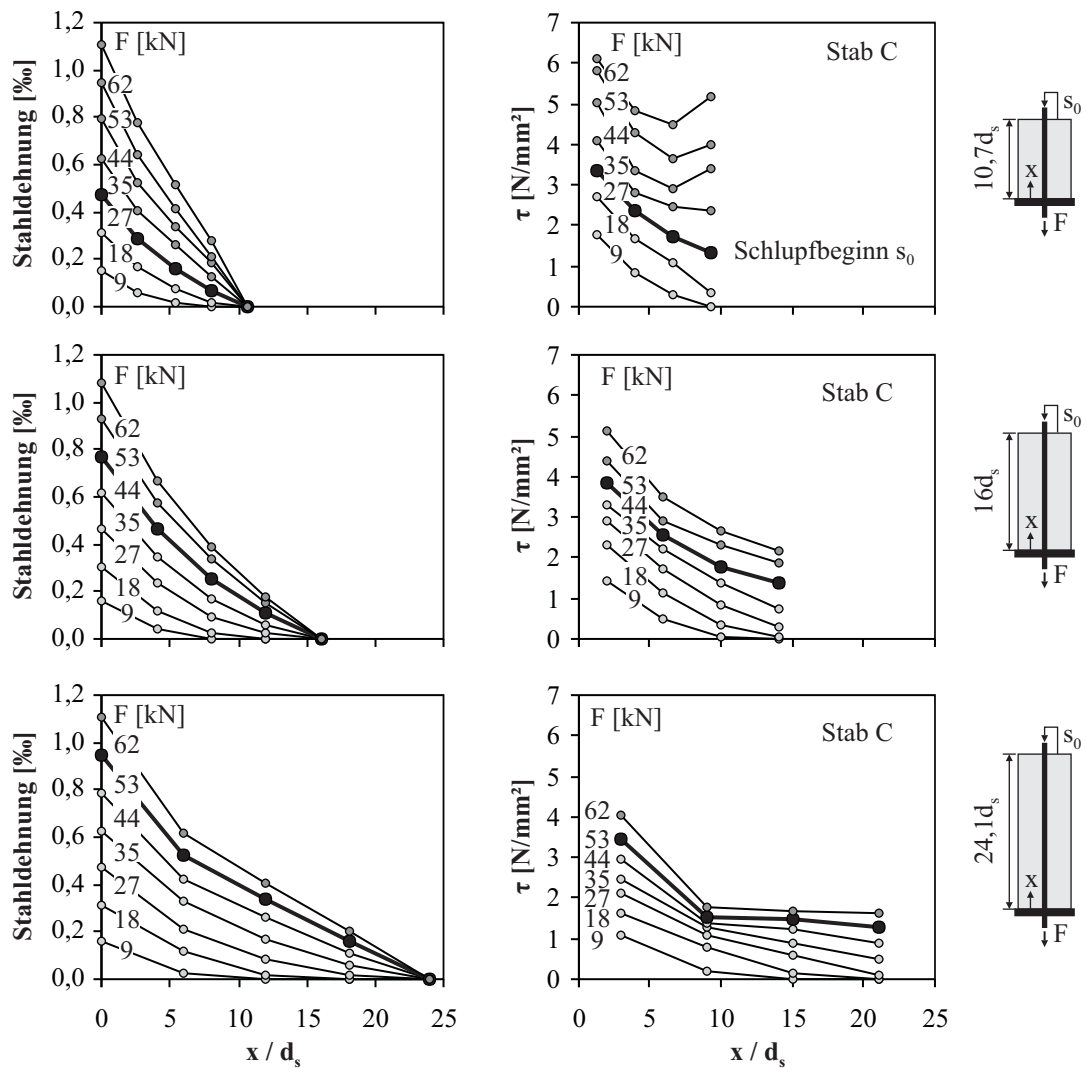 F [kN]
Stahldehnung [‰]
1,2
1,0
0,8
0,6
0,4
0,2
0,0
62
53
44
35
27
18
9
F [kN]
Stab C
τ [N/mm²]
7
6
5
4
3
2
1
0
62
53
44
35
27
18
9
Schlupfbeginn s₀
s₀
10,7dₛ
x
F
F [kN]
Stahldehnung [‰]
1,2
1,0
0,8
0,6
0,4
0,2
0,0
62
53
44
35
27
18
9
F [kN]
Stab C
τ [N/mm²]
7
6
5
4
3
2
1
0
62
53
44
35
27
18
9
s₀
16dₛ
x
F
F [kN]
Stahldehnung [‰]
1,2
1,0
0,8
0,6
0,4
0,2
0,0
62
53
44
35
27
18
9
0 5 10 15 20 25
x / dₛ
F [kN]
Stab C
τ [N/mm²]
7
6
5
4
3
2
1
0
62
53
44
35
27
18
9
0 5 10 15 20 25
x / dₛ
s₀
24,1dₛ
x
F